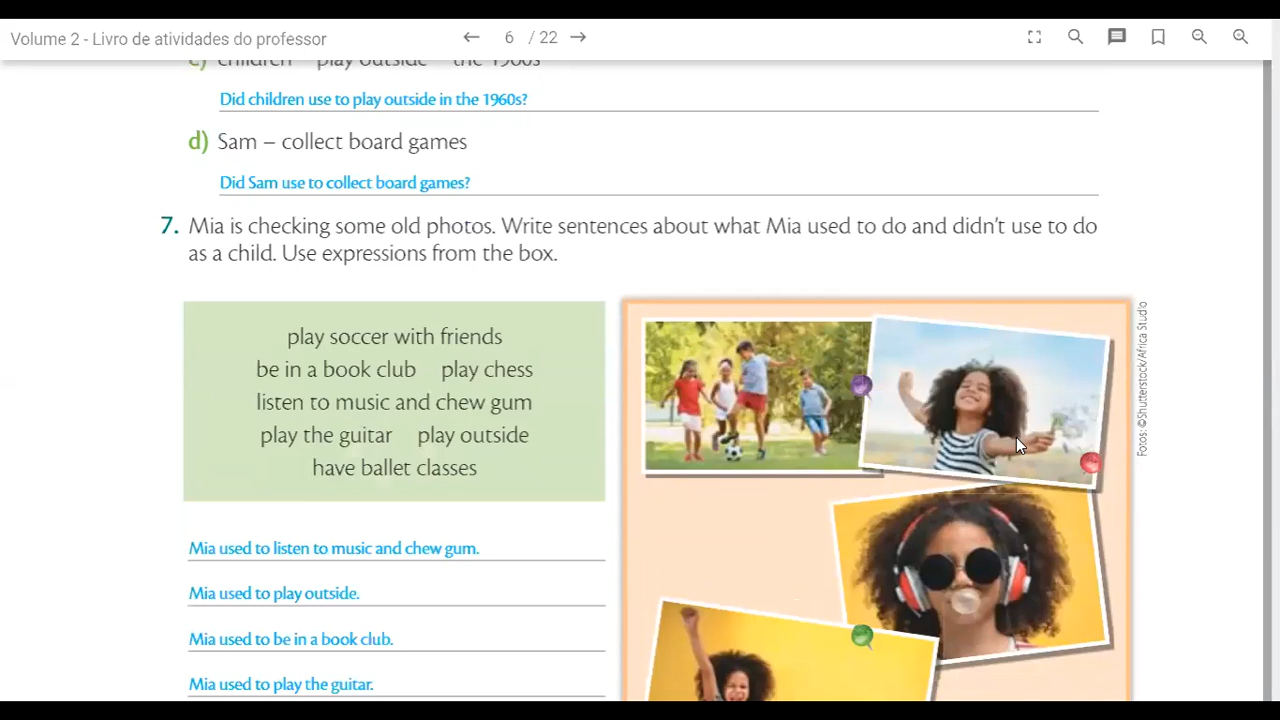 Volume 2 - Livro de atividades do professor
6 / 22
c) children – play outside – the 1960s
Did children use to play outside in the 1960s?
d) Sam – collect board games
Did Sam use to collect board games?
7. Mia is checking some old photos. Write sentences about what Mia used to do and didn't use to do
as a child. Use expressions from the box.
play soccer with friends
be in a book club play chess
listen to music and chew gum
play the guitar play outside
have ballet classes
Fotos: ©Shutterstock/Africa Studio
Mia used to listen to music and chew gum.
Mia used to play outside.
Mia used to be in a book club.
Mia used to play the guitar.